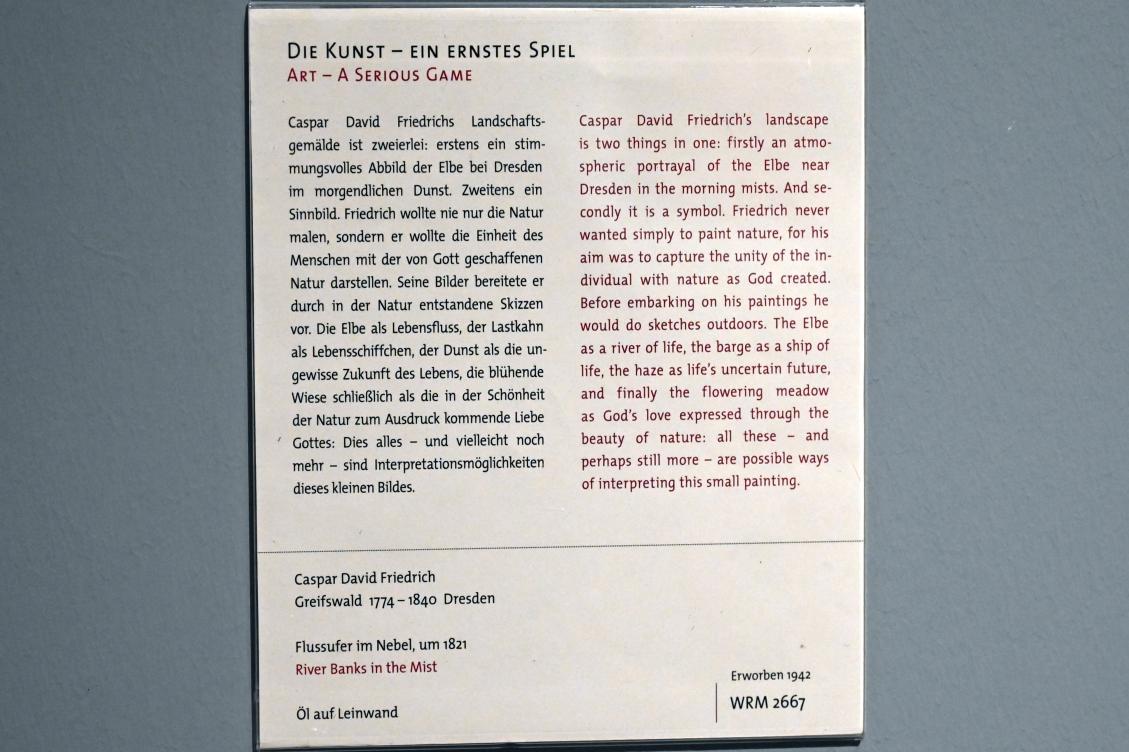 Die Kunst – ein ernstes Spiel
Art – A Serious Game
Caspar David Friedrichs Landschafts-
gemälde ist zweierlei: erstens ein stim-
mungsvolles Abbild der Elbe bei Dresden
im morgendlichen Dunst. Zweitens ein
Sinnbild. Friedrich wollte nie nur die Natur
malen, sondern er wollte die Einheit des
Menschen mit der von Gott geschaffenen
Natur darstellen. Seine Bilder bereitete er
durch in der Natur entstandene Skizzen
vor. Die Elbe als Lebensfluss, der Lastkahn
als Lebensschiffchen, der Dunst als die un-
gewisse Zukunft des Lebens, die blühende
Wiese schließlich als die in der Schönheit
der Natur zum Ausdruck kommende Liebe
Gottes: Dies alles – und vielleicht noch
mehr – sind Interpretationsmöglichkeiten
dieses kleinen Bildes.
Caspar David Friedrich's landscape
is two things in one: firstly an atmo-
spheric portrayal of the Elbe near
Dresden in the morning mists. And se-
condly it is a symbol. Friedrich never
wanted simply to paint nature, for his
aim was to capture the unity of the in-
dividual with nature as God created.
Before embarking on his paintings he
would do sketches outdoors. The Elbe
as a river of life, the barge as a ship of
life, the haze as life's uncertain future,
and finally the flowering meadow
as God's love expressed through the
beauty of nature: all these – and
perhaps still more – are possible ways
of interpreting this small painting.
Caspar David Friedrich
Greifswald 1774 – 1840 Dresden
Flussufer im Nebel, um 1821
River Banks in the Mist
Öl auf Leinwand
Erworben 1942
WRM 2667